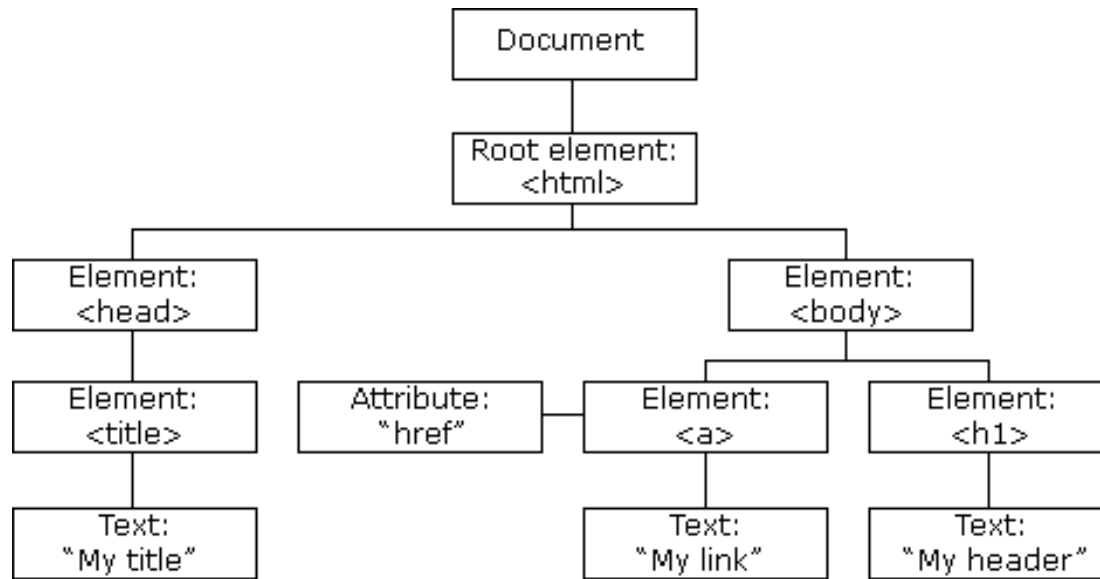 Document
Root element:
<html>
Element:
<head>
Element:
<body>
Element:
<title>
Attribute:
“href”
Element:
<a>
Element:
<h1>
Text:
“My title”
Text:
“My link”
Text:
“My header”